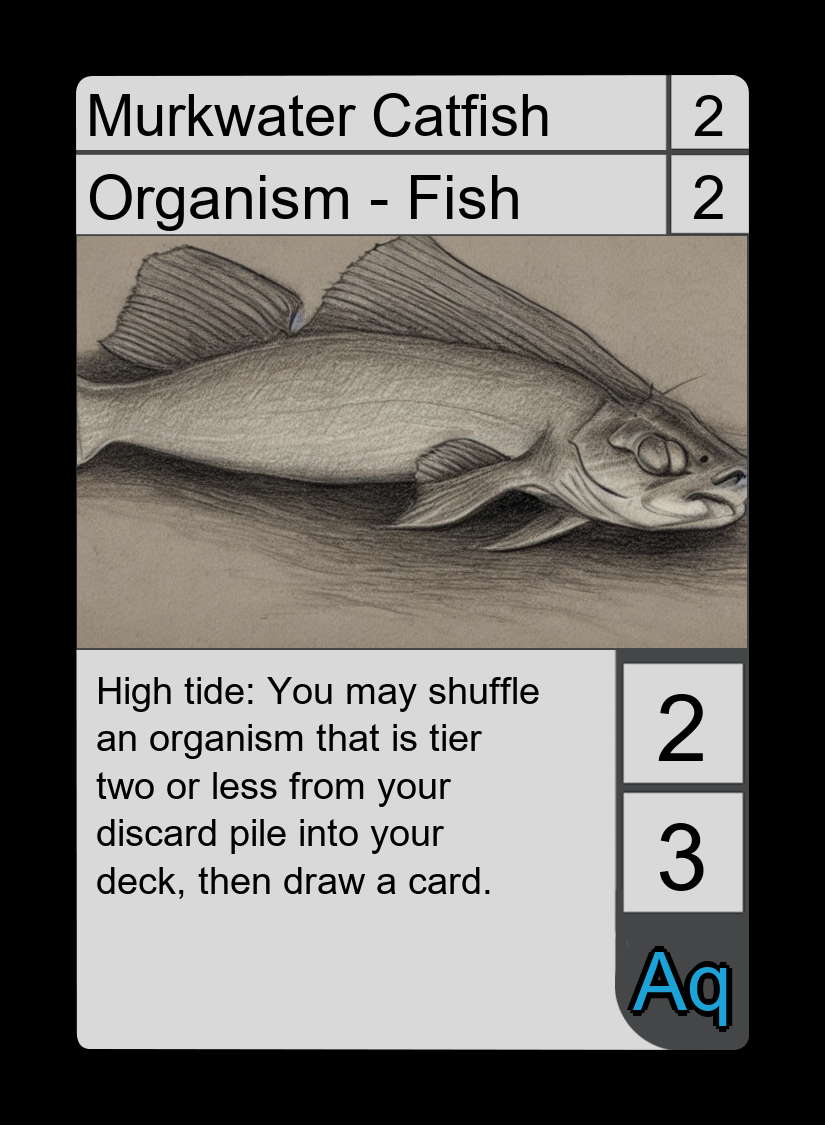 Murkwater Catfish 2
Organism - Fish 2
High tide: You may shuffle
an organism that is tier
two or less from your
discard pile into your
deck, then draw a card.
2
3
Aq